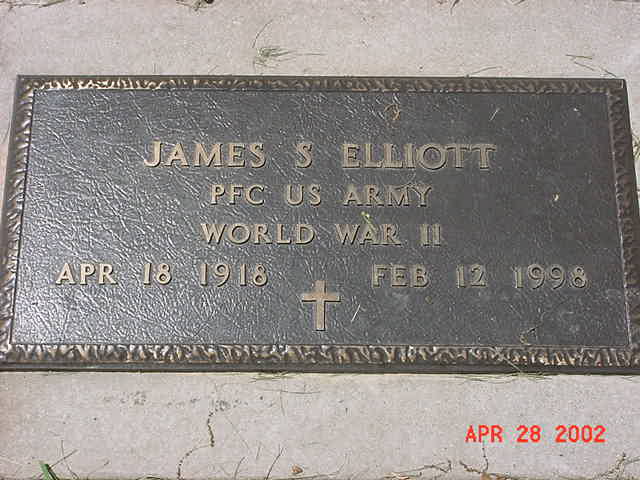 JAMES S ELLIOTT
PFC US ARMY
WORLD WAR II
APR 18 1918 FEB 12 1998
APR 28 2002